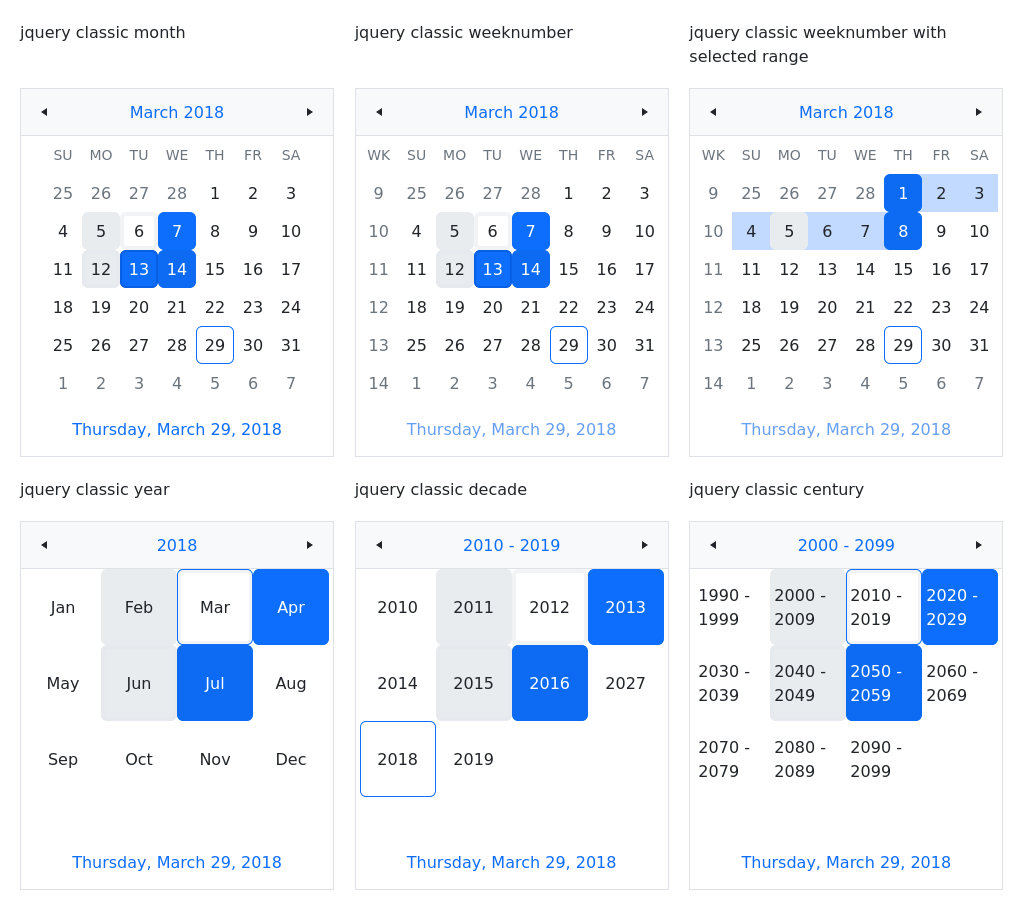 jquery classic month
March 2018
SU MO TU WE TH FR SA
25 26 27 28 1 2 3
4 5 6 7 8 9 10
11 12 13 14 15 16 17
18 19 20 21 22 23 24
25 26 27 28 29 30 31
1 2 3 4 5 6 7
Thursday, March 29, 2018
jquery classic weeknumber
March 2018
WK SU MO TU WE TH FR SA
9 25 26 27 28 1 2 3
10 4 5 6 7 8 9 10
11 11 12 13 14 15 16 17
12 18 19 20 21 22 23 24
13 25 26 27 28 29 30 31
14 1 2 3 4 5 6 7
Thursday, March 29, 2018
jquery classic weeknumber with
selected range
March 2018
WK SU MO TU WE TH FR SA
9 25 26 27 28 1 2 3
10 4 5 6 7 8 9 10
11 11 12 13 14 15 16 17
12 18 19 20 21 22 23 24
13 25 26 27 28 29 30 31
14 1 2 3 4 5 6 7
Thursday, March 29, 2018
jquery classic year
2018
Jan Feb Mar Apr
May Jun Jul Aug
Sep Oct Nov Dec
Thursday, March 29, 2018
jquery classic decade
2010 - 2019
2010 2011 2012 2013
2014 2015 2016 2027
2018 2019
Thursday, March 29, 2018
jquery classic century
2000 - 2099
1990 - 2000 - 2010 - 2020 -
1999 2009 2019 2029
2030 - 2040 - 2050 - 2060 -
2039 2049 2059 2069
2070 - 2080 - 2090 -
2079 2089 2099
Thursday, March 29, 2018